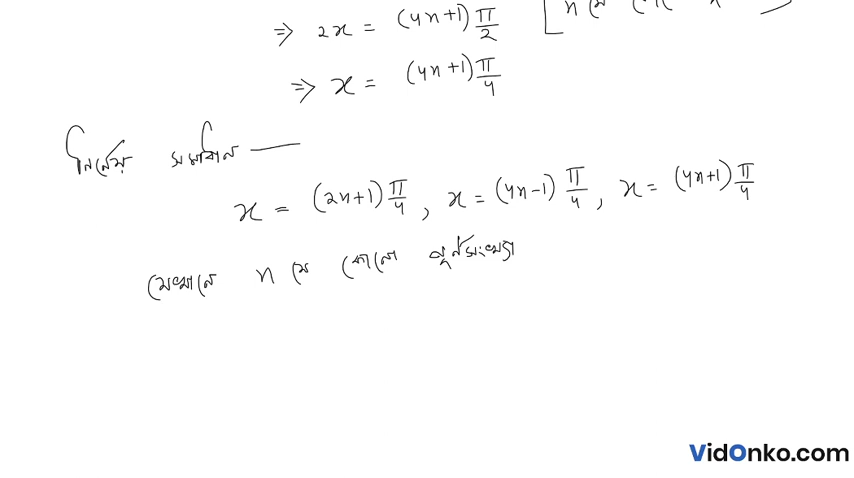 ⇒ 2x = (4n+1) π/2 [n যে
⇒ x = (4n+1) π/4
নির্ণেয় সমাধান —
x = (2n+1) π/4, x = (4n-1) π/4, x = (4n+1) π/4
যেখানে n যে কোনো পূর্ণসংখ্যা
VidOnko.com